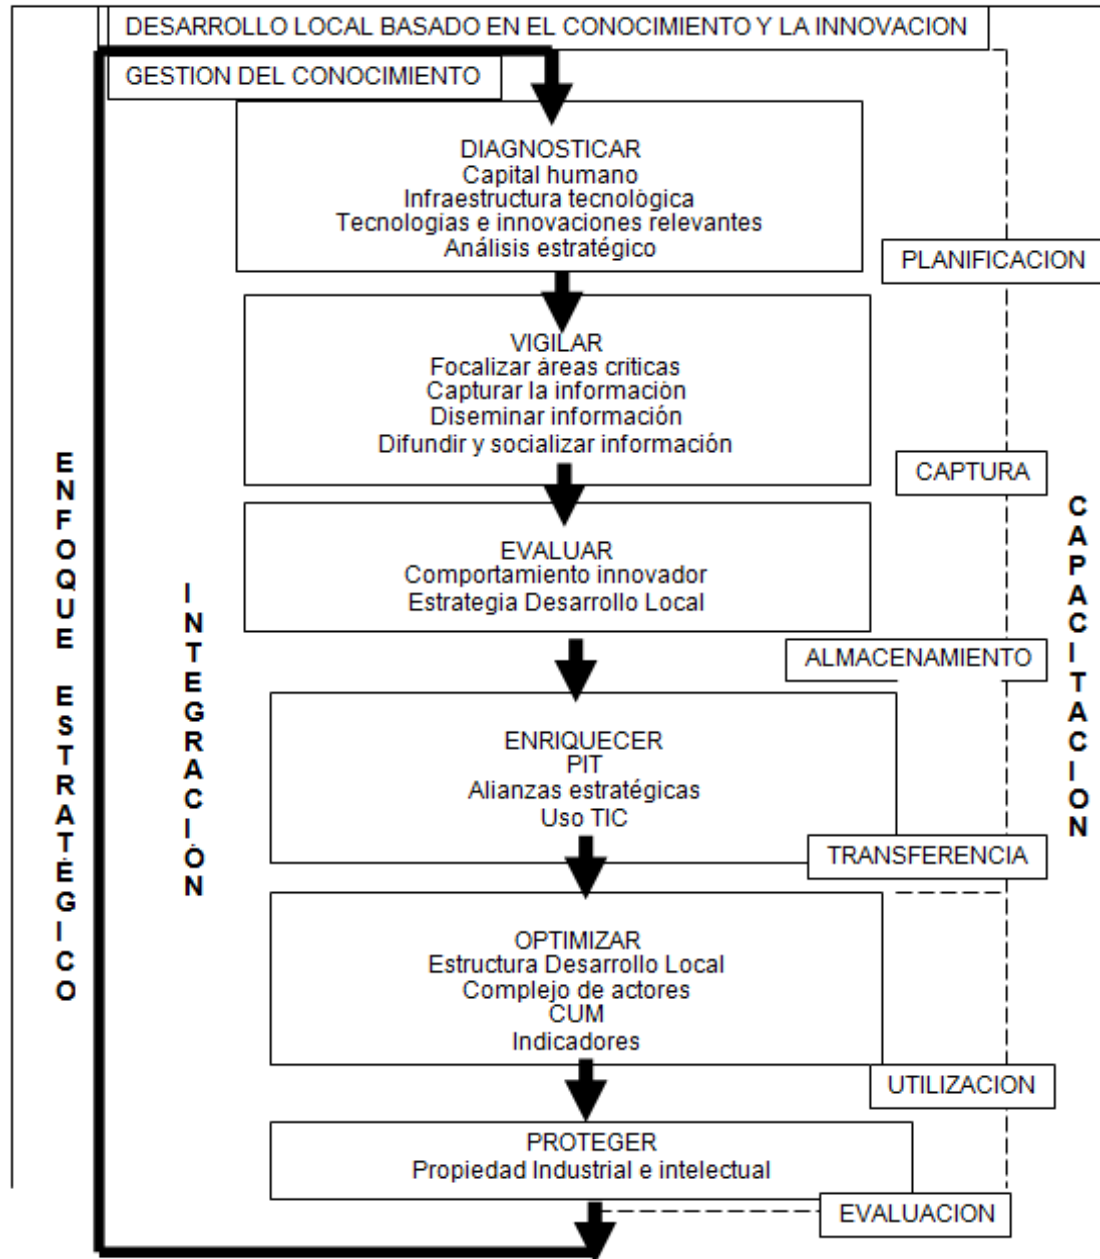 DESARROLLO LOCAL BASADO EN EL CONOCIMIENTO Y LA INNOVACION
GESTION DEL CONOCIMIENTO
DIAGNOSTICAR
Capital humano
Infraestructura tecnológica
Tecnologías e innovaciones relevantes
Análisis estratégico
PLANIFICACION
VIGILAR
Focalizar áreas críticas
Capturar la información
Diseminar información
Difundir y socializar información
CAPTURA
EVALUAR
Comportamiento innovador
Estrategia Desarrollo Local
ALMACENAMIENTO
ENRIQUECER
PIT
Alianzas estratégicas
Uso TIC
TRANSFERENCIA
OPTIMIZAR
Estructura Desarrollo Local
Complejo de actores
CUM
Indicadores
UTILIZACION
PROTEGER
Propiedad Industrial e intelectual
EVALUACION
ENFOQUE ESTRATÉGICO
INTEGRACIÓN
CAPACITACION